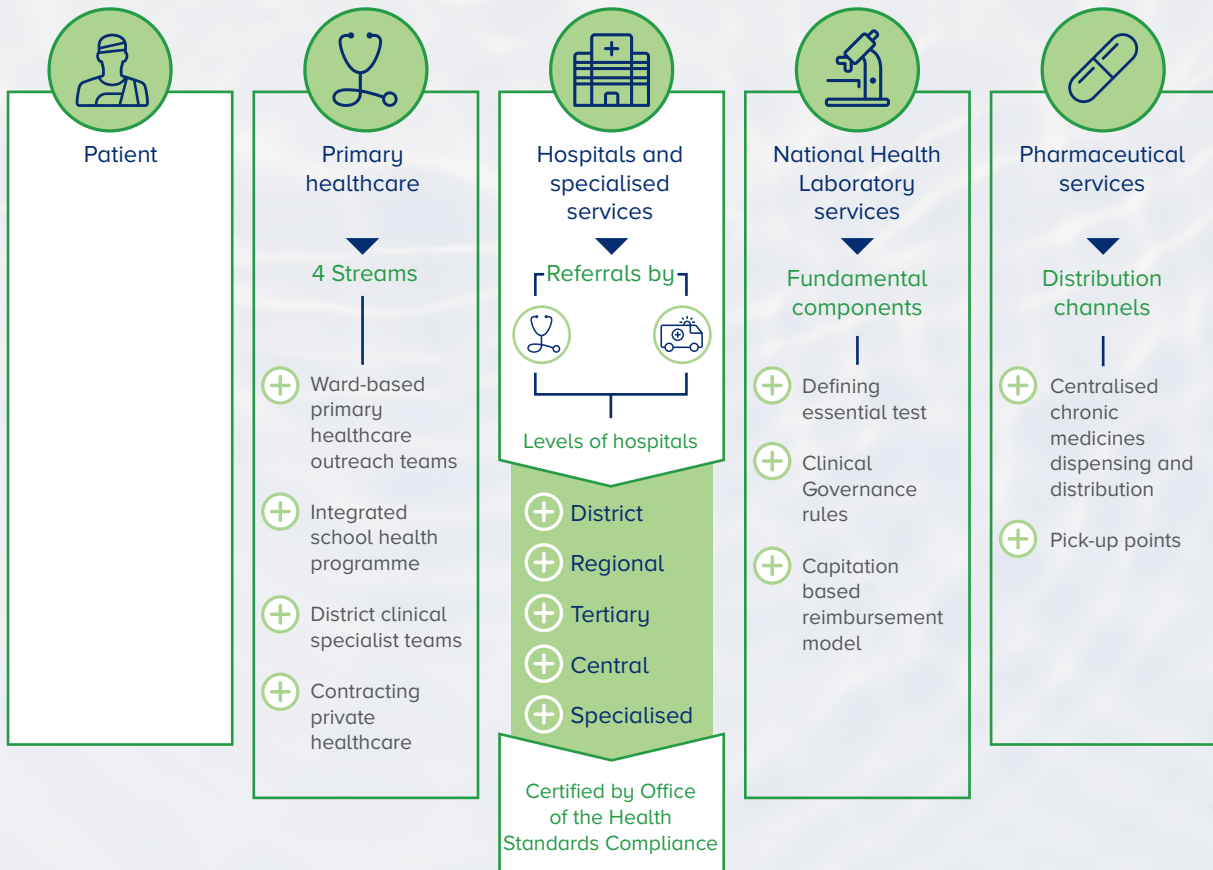 Patient
Primary
healthcare
4 Streams
Ward-based
primary
healthcare
outreach teams
Integrated
school health
programme
District clinical
specialist teams
Contracting
private
healthcare
Hospitals and
specialised
services
Referrals by
Levels of hospitals
District
Regional
Tertiary
Central
Specialised
Certified by Office
of the Health
Standards Compliance
National Health
Laboratory
services
Fundamental
components
Defining
essential test
Clinical
Governance
rules
Capitation
based
reimbursement
model
Pharmaceutical
services
Distribution
channels
Centralised
chronic
medicines
dispensing and
distribution
Pick-up points